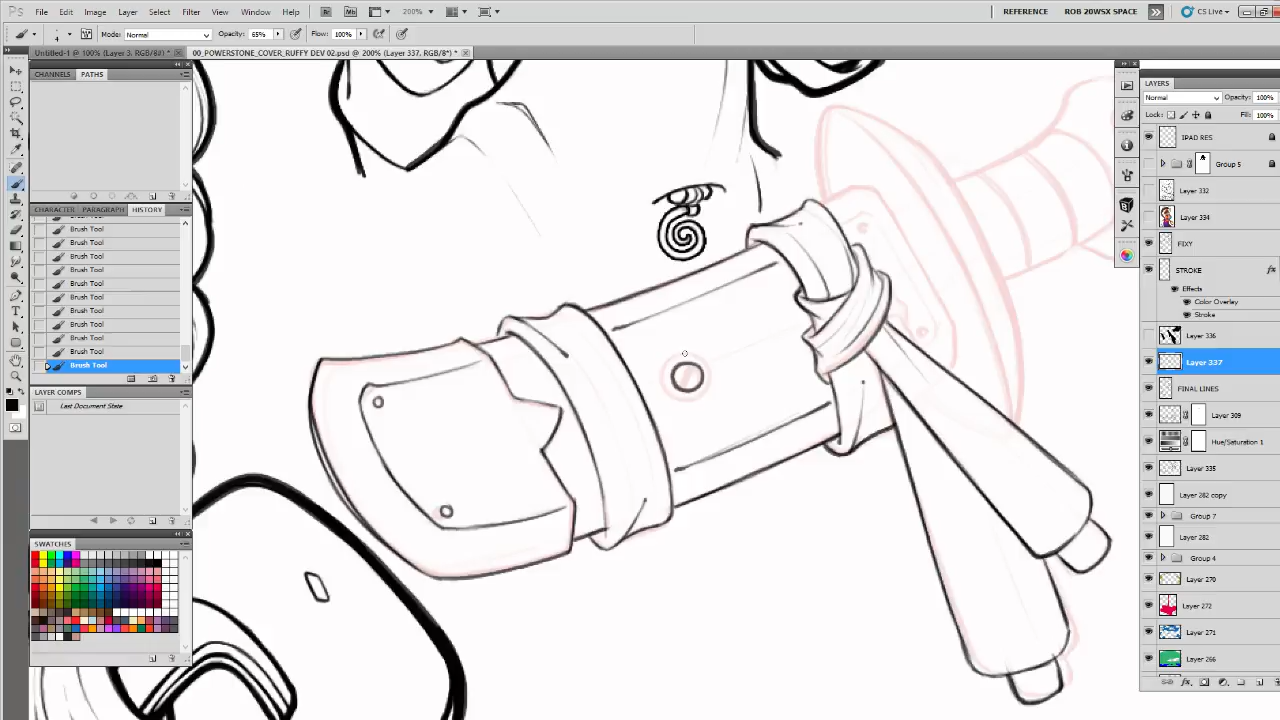 Ps File Edit Image Layer Select Filter View Window Help Br Mb 200% REFERENCE ROB 20WSX SPACE CS Live
4 Mode: Normal Opacity: 65% Flow: 100%
Untitled-1 @ 100% (Layer 3, RGB/8#) * 00_POWERSTONE_COVER_RUFFY DEV 02.psd @ 200% (Layer 337, RGB/8*) *
CHANNELS PATHS
CHARACTER PARAGRAPH HISTORY
Brush Tool
Brush Tool
Brush Tool
Brush Tool
Brush Tool
Brush Tool
Brush Tool
Brush Tool
Brush Tool
Brush Tool
Brush Tool
LAYER COMPS
Last Document State
SWATCHES
LAYERS
Normal Opacity: 100%
Lock: Fill: 100%
IPAD RES
Group 5
Layer 332
Layer 334
FIXY
STROKE fx
Effects
Color Overlay
Stroke
Layer 336
Layer 337
FINAL LINES
Layer 309
Hue/Saturation 1
Layer 335
Layer 282 copy
Group 7
Layer 282
Group 4
Layer 270
Layer 272
Layer 271
Layer 266